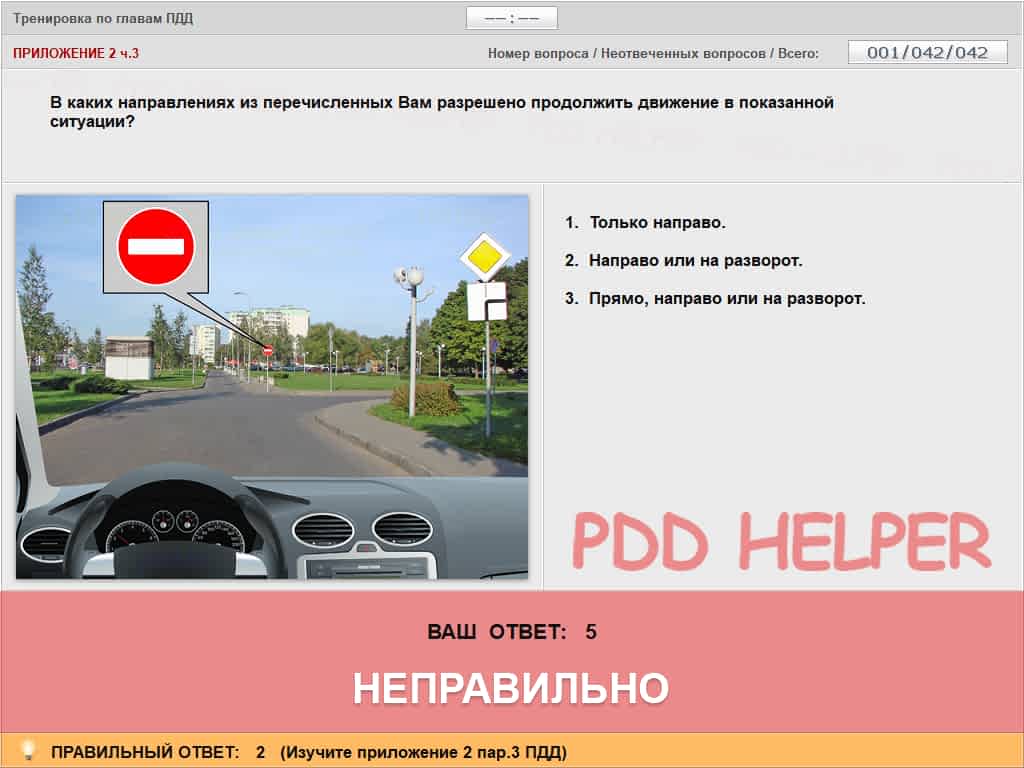 Тренировка по главам ПДД
−− : −−
ПРИЛОЖЕНИЕ 2 ч.3
Номер вопроса / Неотвеченных вопросов / Всего:
001/042/042
В каких направлениях из перечисленных Вам разрешено продолжить движение в показанной
ситуации?
1. Только направо.
2. Направо или на разворот.
3. Прямо, направо или на разворот.
PDD HELPER
ВАШ ОТВЕТ: 5
НЕПРАВИЛЬНО
ПРАВИЛЬНЫЙ ОТВЕТ: 2 (Изучите приложение 2 пар.3 ПДД)